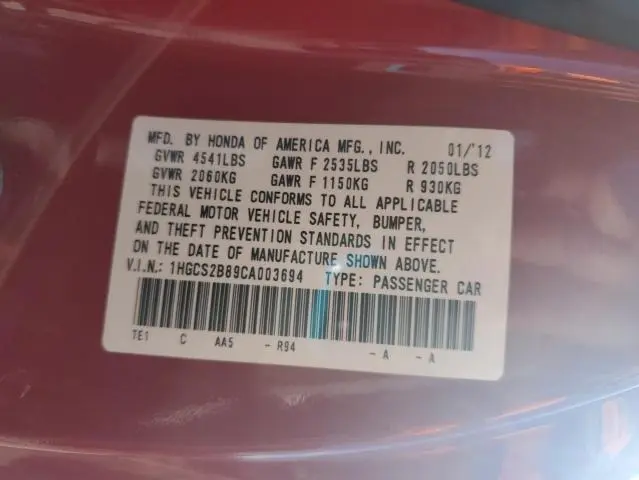 MFD. BY HONDA OF AMERICA MFG., INC. 01/'12
GVWR 4541LBS GAWR F 2535LBS R 2050LBS
GVWR 2060KG GAWR F 1150KG R 930KG
THIS VEHICLE CONFORMS TO ALL APPLICABLE
FEDERAL MOTOR VEHICLE SAFETY, BUMPER,
AND THEFT PREVENTION STANDARDS IN EFFECT
ON THE DATE OF MANUFACTURE SHOWN ABOVE.
V.I.N.: 1HGCS2B89CA003694 TYPE: PASSENGER CAR
TE1 C AA5 - R94 - A - A